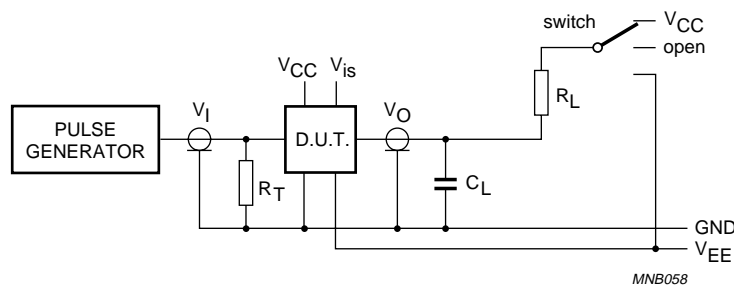 switch
VCC
open
VCC
Vis
RL
VI
VO
PULSE
GENERATOR
D.U.T.
RT
CL
GND
VEE
MNB058